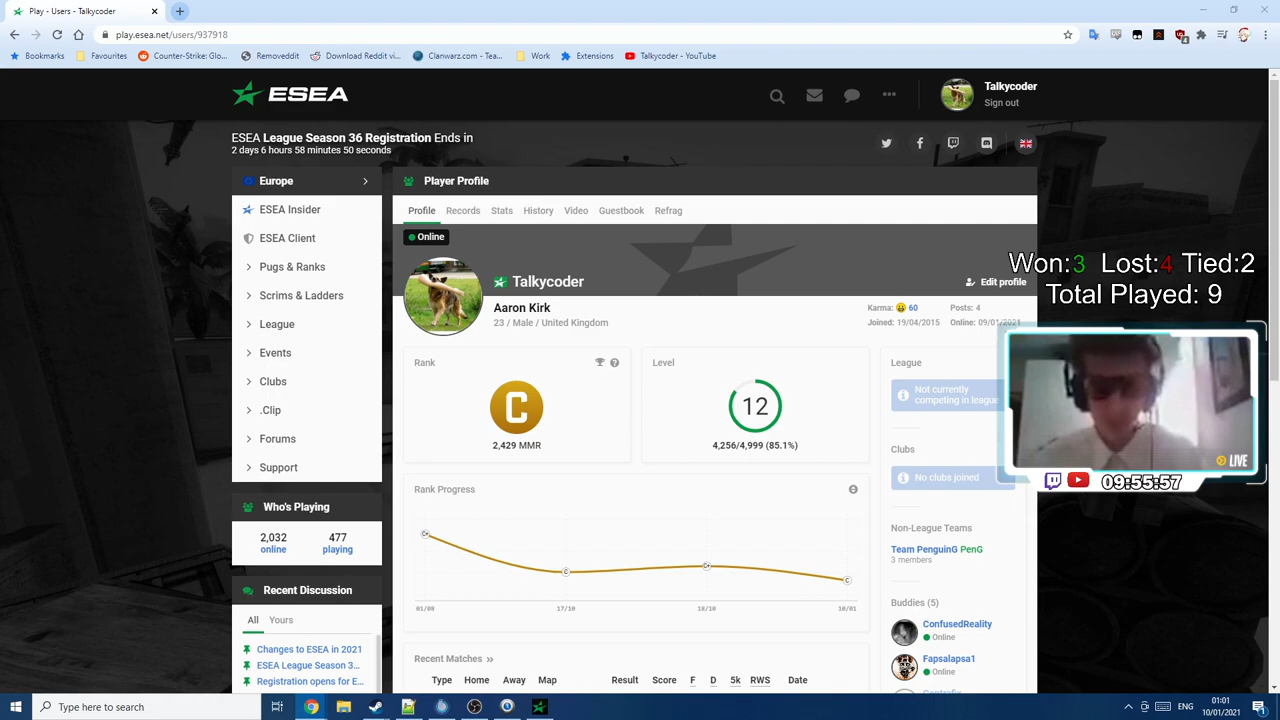 Play - Users
play.esea.net/users/937918
Bookmarks Favourites Counter-Strike: Glo... Removeddit Download Reddit vi... Clanwarz.com - Tea... Work Extensions Talkycoder - YouTube
ESEA
Talkycoder
Sign out
ESEA League Season 36 Registration Ends in
2 days 6 hours 58 minutes 50 seconds
Europe
ESEA Insider
ESEA Client
Pugs & Ranks
Scrims & Ladders
League
Events
Clubs
.Clip
Forums
Support
Who's Playing
2,032 477
online playing
Recent Discussion
All Yours
Changes to ESEA in 2021
ESEA League Season 3...
Registration opens for E...
Player Profile
Profile Records Stats History Video Guestbook Refrag
Online
Talkycoder
Edit profile
Aaron Kirk
23 / Male / United Kingdom
Karma: 60 Posts: 4
Joined: 19/04/2015 Online: 09/01/2021
Rank
C
2,429 MMR
Level
12
4,256/4,999 (85.1%)
Rank Progress
C+ C C+ C
01/08 17/10 18/10 10/01
Recent Matches
Type Home Away Map Result Score F D 5k RWS Date
League
Not currently
competing in league
Clubs
No clubs joined
Non-League Teams
Team PenguinG PenG
3 members
Buddies (5)
ConfusedReality
Online
Fapsalapsa1
Online
Won:3 Lost:4 Tied:2
Total Played: 9
LIVE
09:55:57
Type here to search
ENG
01:01
10/01/2021